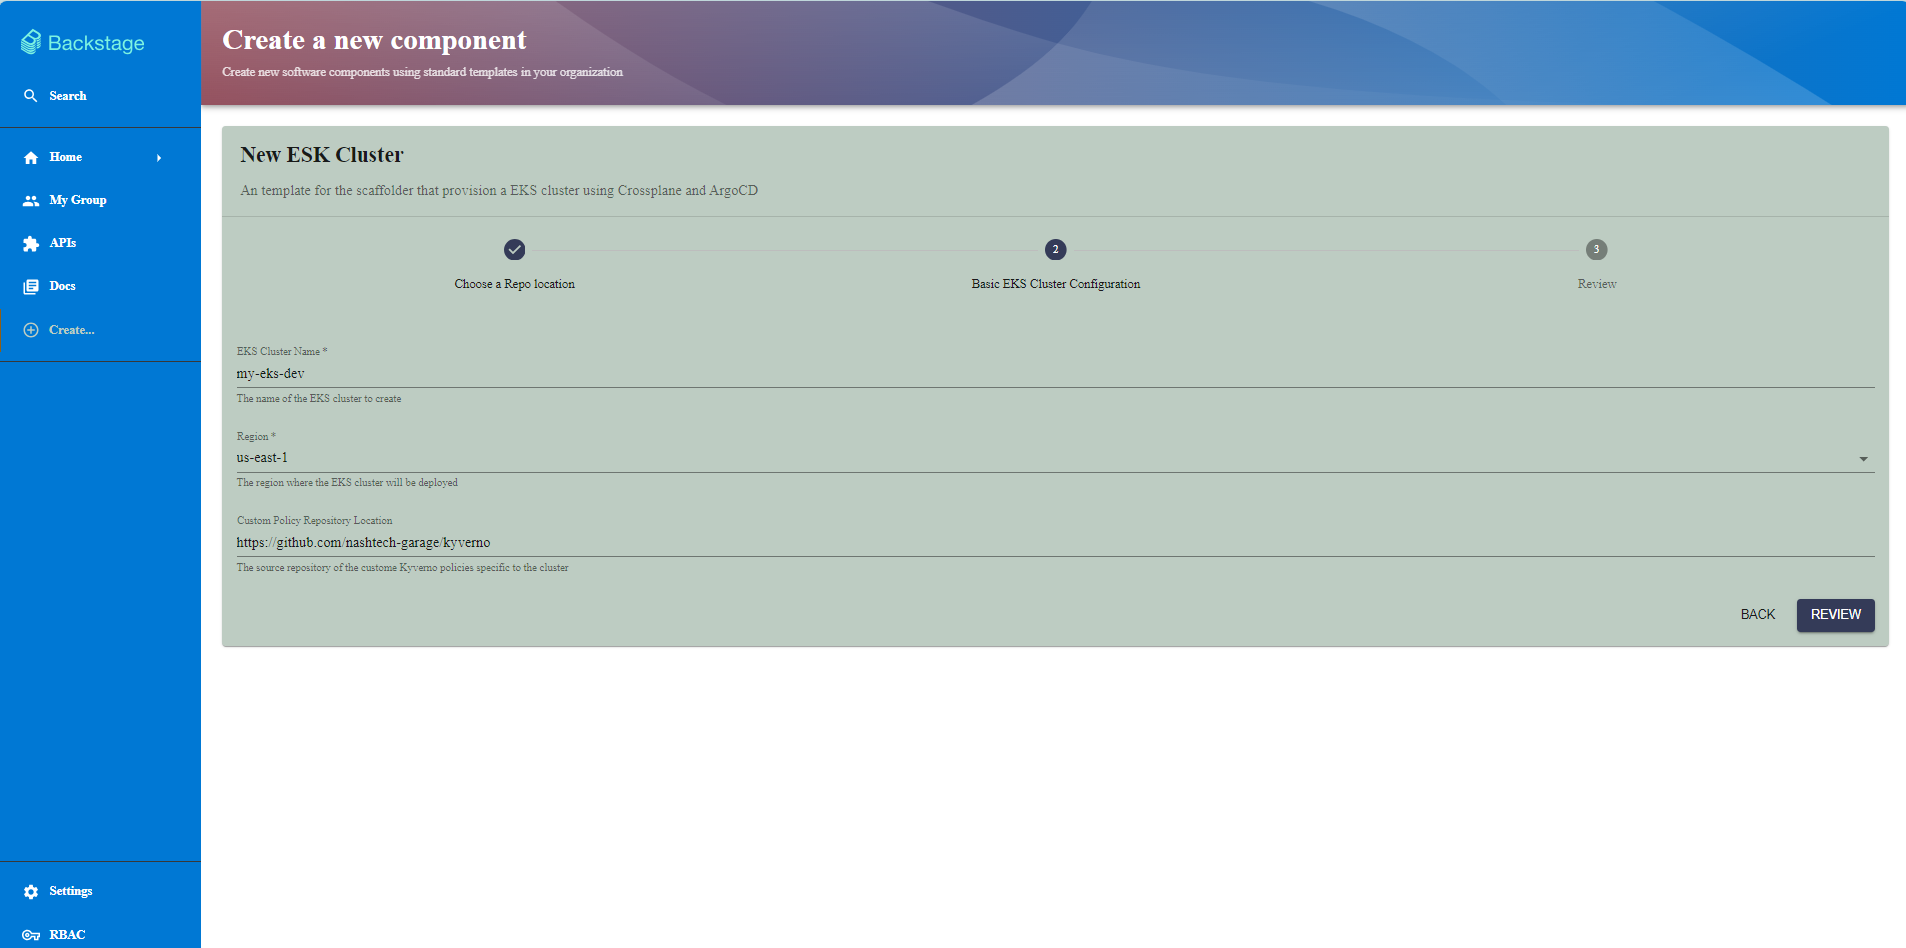 Backstage
Search
Home
My Group
APIs
Docs
Create...
Settings
RBAC
Create a new component
Create new software components using standard templates in your organization
New ESK Cluster
An template for the scaffolder that provision a EKS cluster using Crossplane and ArgoCD
2
3
Choose a Repo location
Basic EKS Cluster Configuration
Review
EKS Cluster Name *
my-eks-dev
The name of the EKS cluster to create
Region *
us-east-1
The region where the EKS cluster will be deployed
Custom Policy Repository Location
https://github.com/nashtech-garage/kyverno
The source repository of the custome Kyverno policies specific to the cluster
BACK
REVIEW